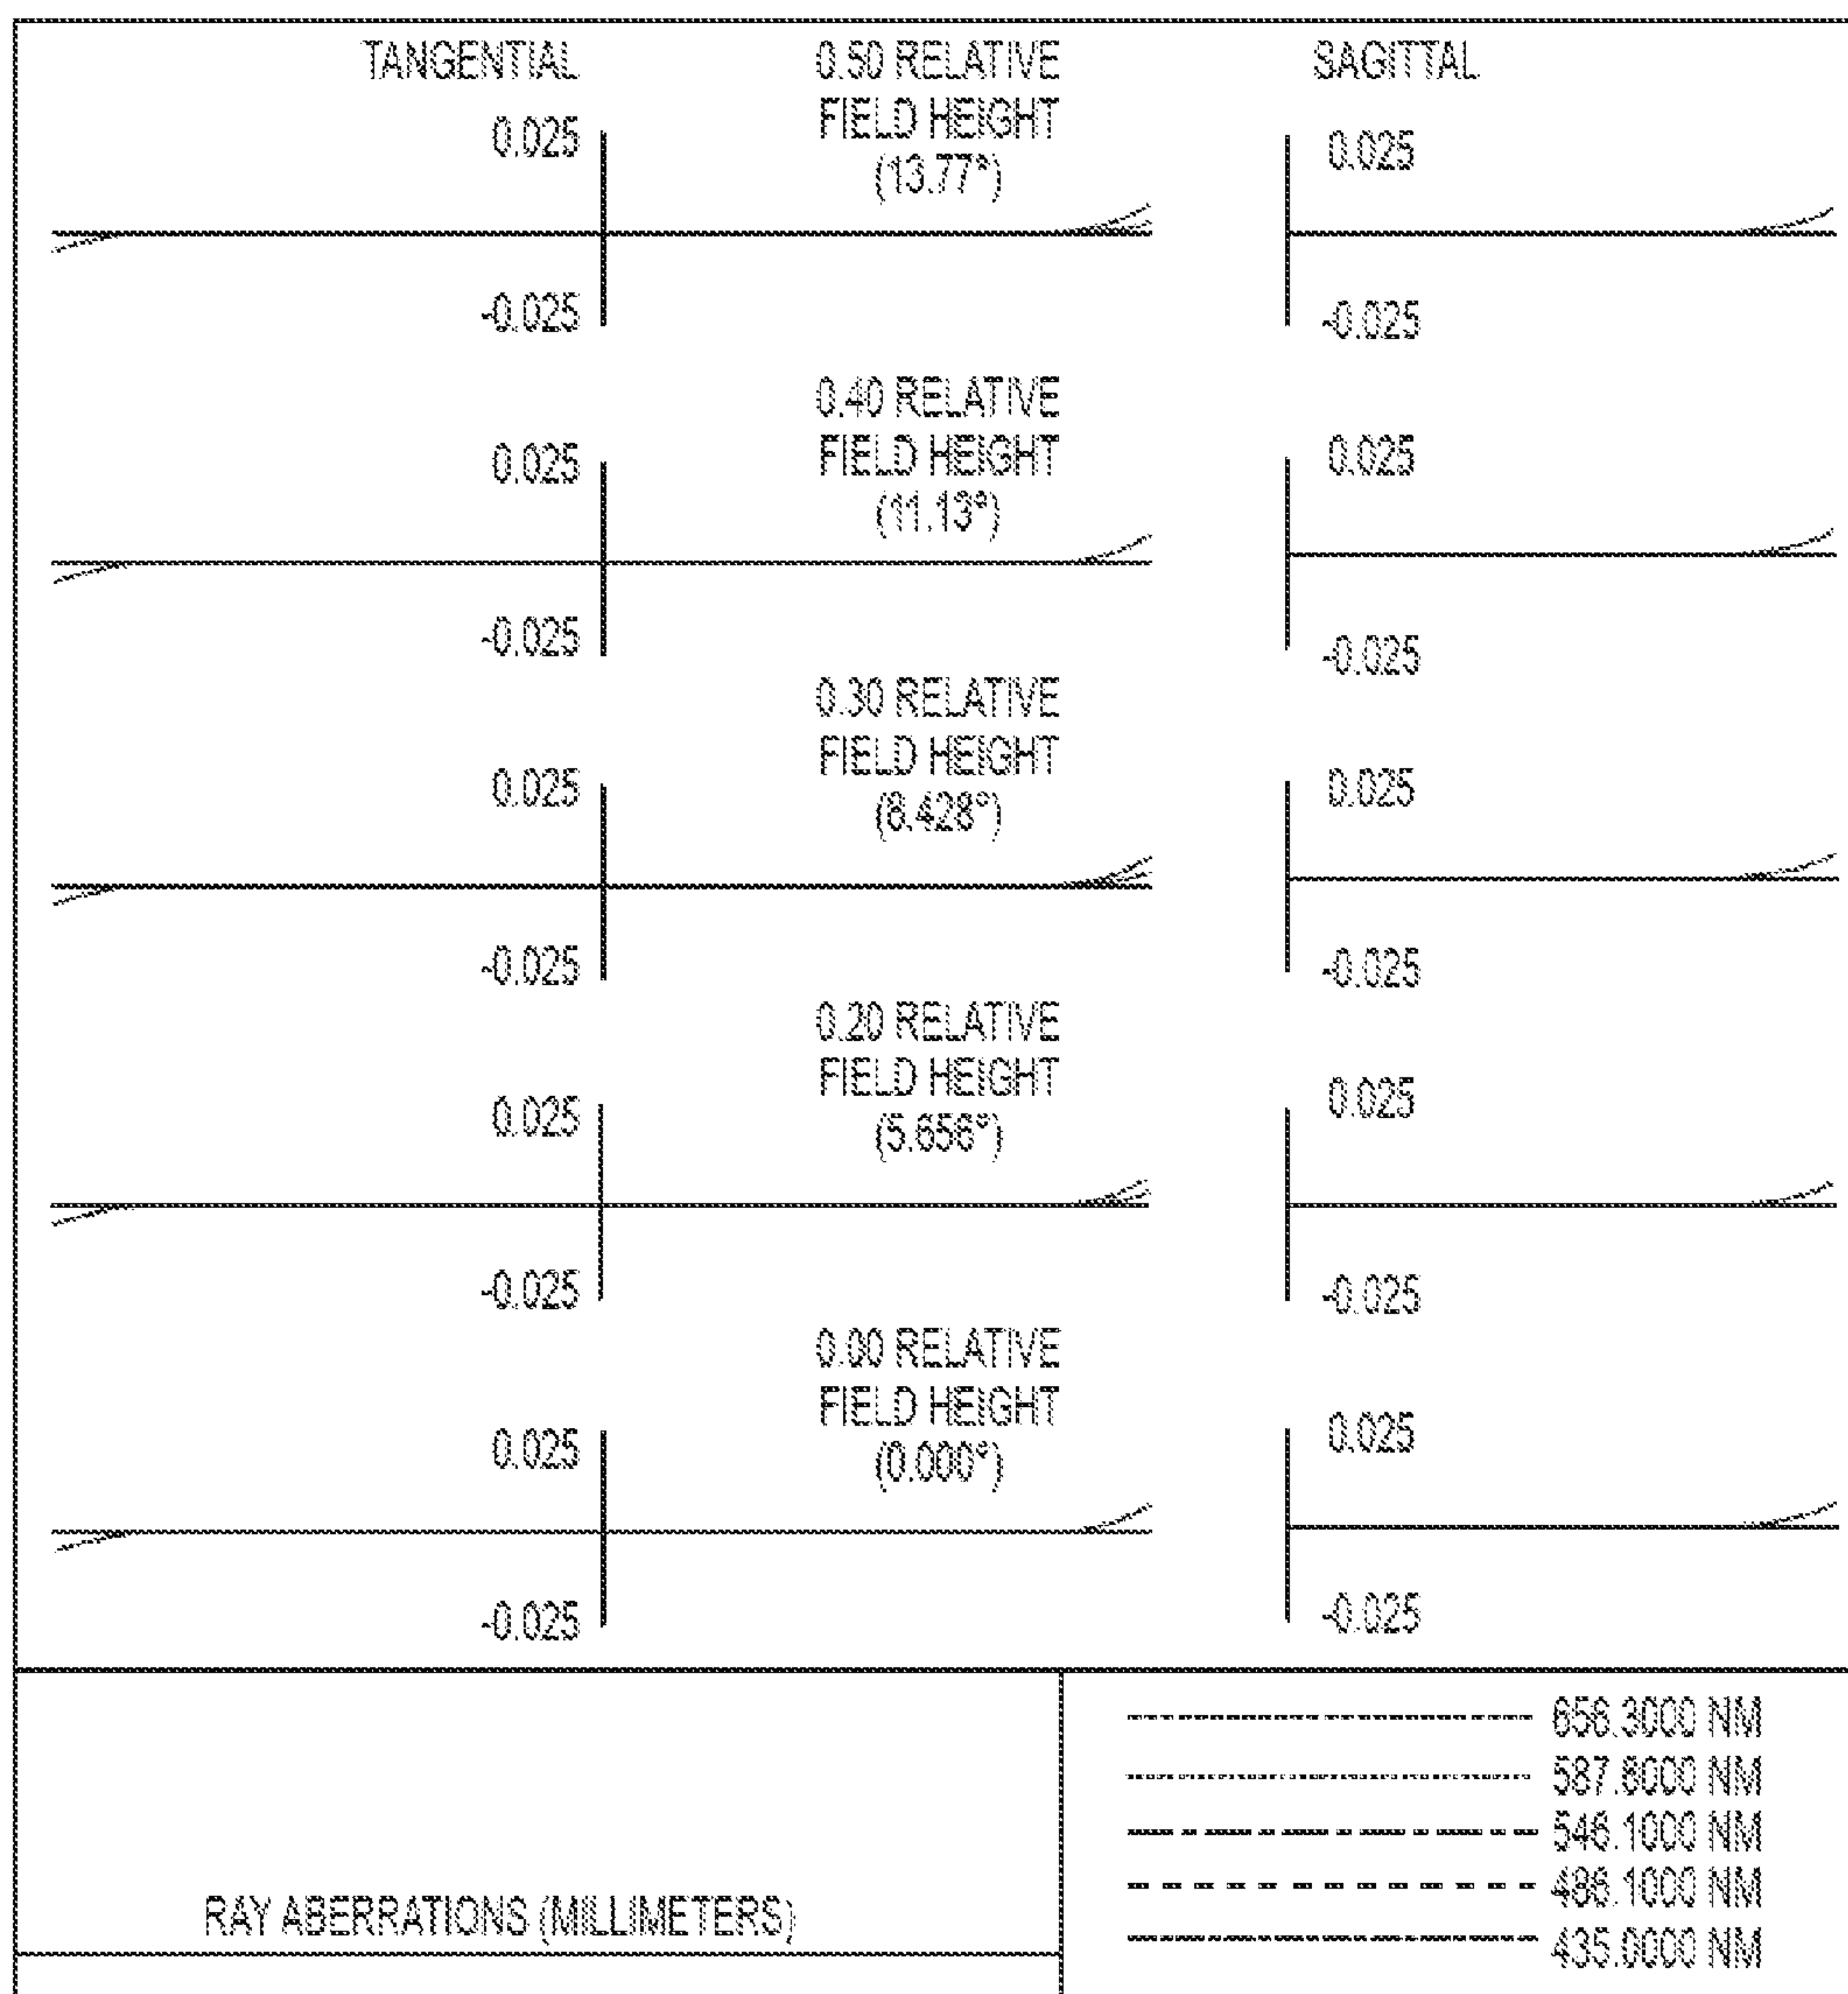 TANGENTIAL
0.50 RELATIVE
FIELD HEIGHT
(13.77°)
SAGITTAL
0.025
0.025
-0.025
-0.025
0.40 RELATIVE
FIELD HEIGHT
(11.13°)
0.025
0.025
-0.025
-0.025
0.30 RELATIVE
FIELD HEIGHT
(8.428°)
0.025
0.025
-0.025
-0.025
0.20 RELATIVE
FIELD HEIGHT
(5.656°)
0.025
0.025
-0.025
-0.025
0.00 RELATIVE
FIELD HEIGHT
(0.000°)
0.025
0.025
-0.025
-0.025
RAY ABERRATIONS (MILLIMETERS)
656.3000 NM
587.6000 NM
546.1000 NM
486.1000 NM
435.0000 NM